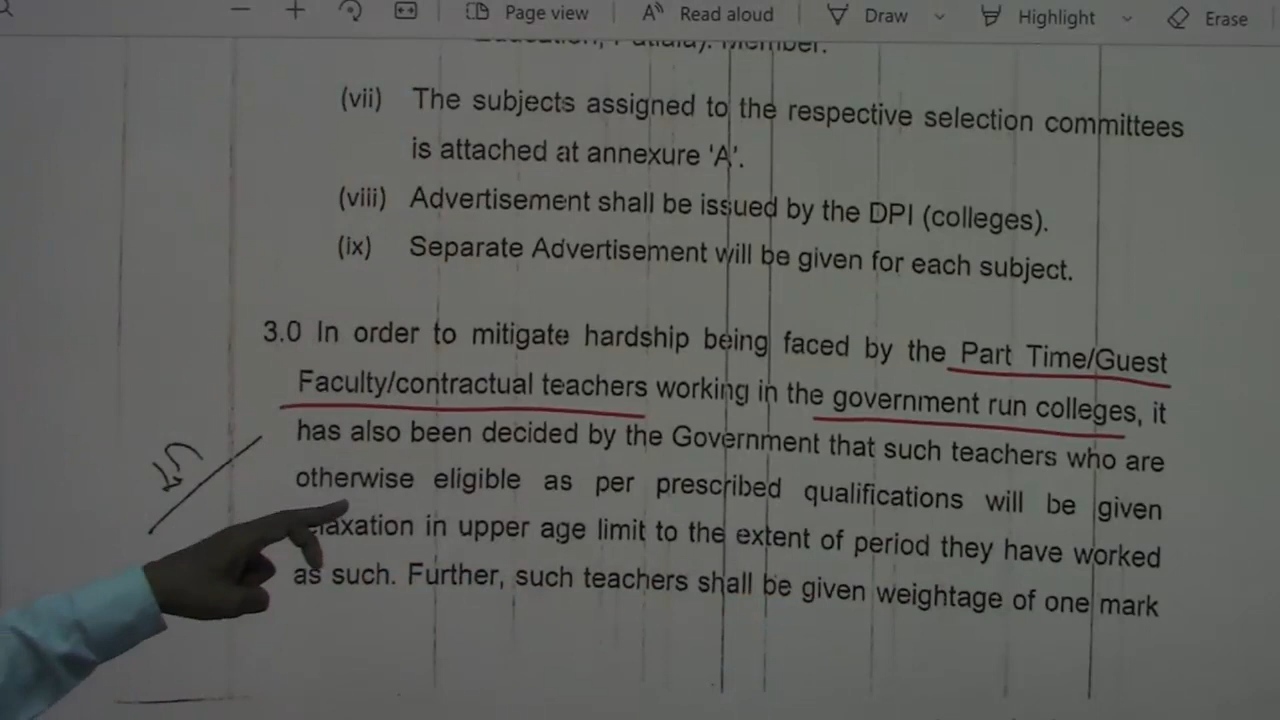 Page view Read aloud Draw Highlight Erase
Member.
(vii) The subjects assigned to the respective selection committees
is attached at annexure 'A'.
(viii) Advertisement shall be issued by the DPI (colleges).
(ix) Separate Advertisement will be given for each subject.
3.0 In order to mitigate hardship being faced by the Part Time/Guest
Faculty/contractual teachers working in the government run colleges, it
has also been decided by the Government that such teachers who are
otherwise eligible as per prescribed qualifications will be given
elaxation in upper age limit to the extent of period they have worked
as such. Further, such teachers shall be given weightage of one mark